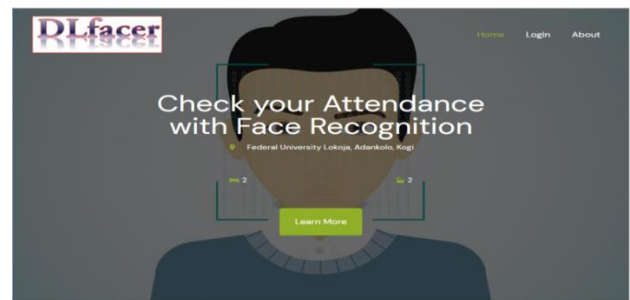 DLfacer
Home Login About
Check your Attendance
with Face Recognition
Federal University Lokoja, Adankolo, Kogi
2 2
Learn More